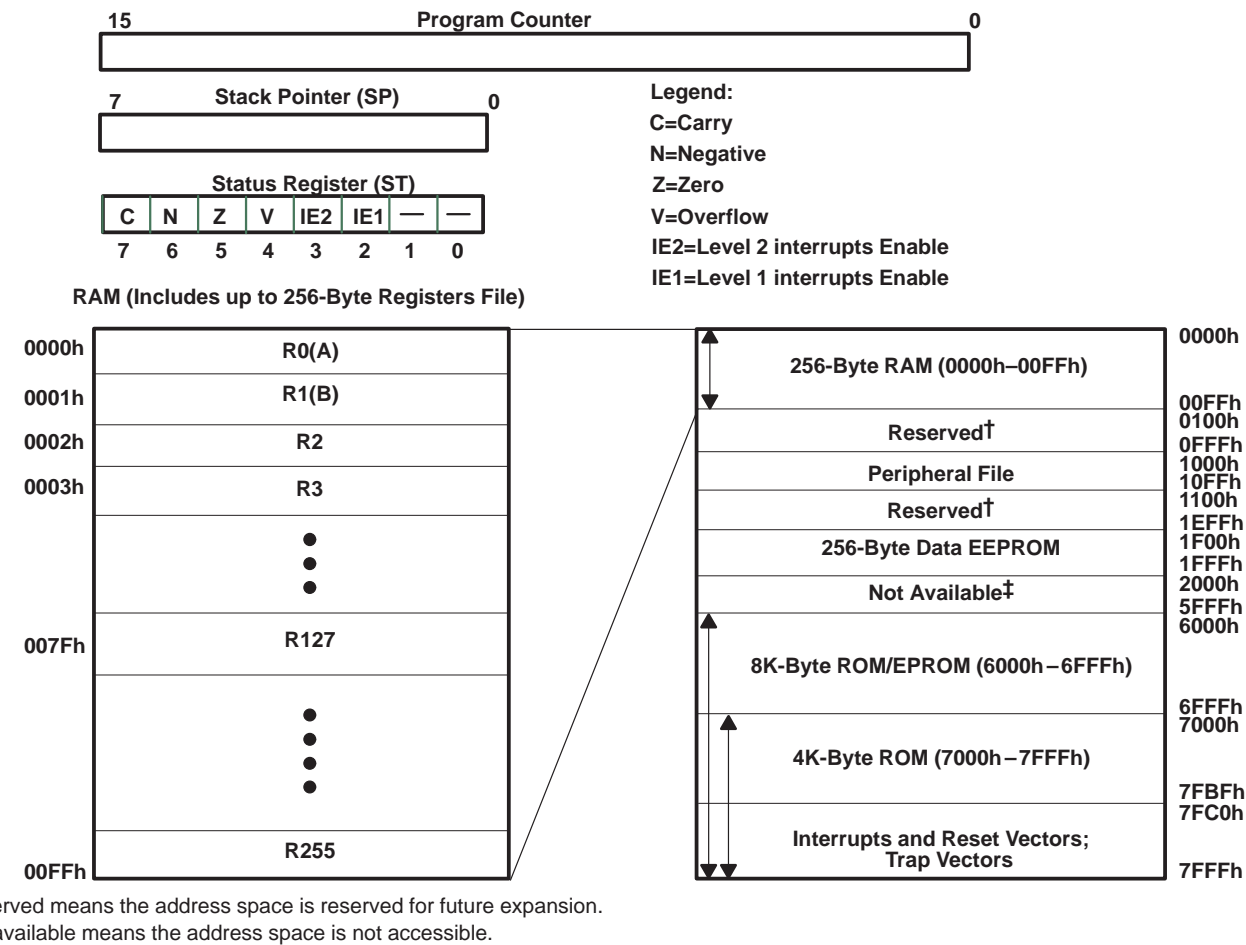 15 Program Counter 0
7 Stack Pointer (SP) 0
Status Register (ST)
C N Z V IE2 IE1 — —
7 6 5 4 3 2 1 0
Legend:
C=Carry
N=Negative
Z=Zero
V=Overflow
IE2=Level 2 interrupts Enable
IE1=Level 1 interrupts Enable
RAM (Includes up to 256-Byte Registers File)
0000h R0(A)
0001h R1(B)
0002h R2
0003h R3
007Fh R127
R255
00FFh
0000h
256-Byte RAM (0000h–00FFh)
00FFh
0100h
Reserved†
0FFFh
1000h
Peripheral File
10FFh
1100h
Reserved†
1EFFh
1F00h
256-Byte Data EEPROM
1FFFh
2000h
Not Available‡
5FFFh
6000h
8K-Byte ROM/EPROM (6000h–6FFFh)
6FFFh
7000h
4K-Byte ROM (7000h–7FFFh)
7FBFh
7FC0h
Interrupts and Reset Vectors;
Trap Vectors
7FFFh
erved means the address space is reserved for future expansion.
available means the address space is not accessible.